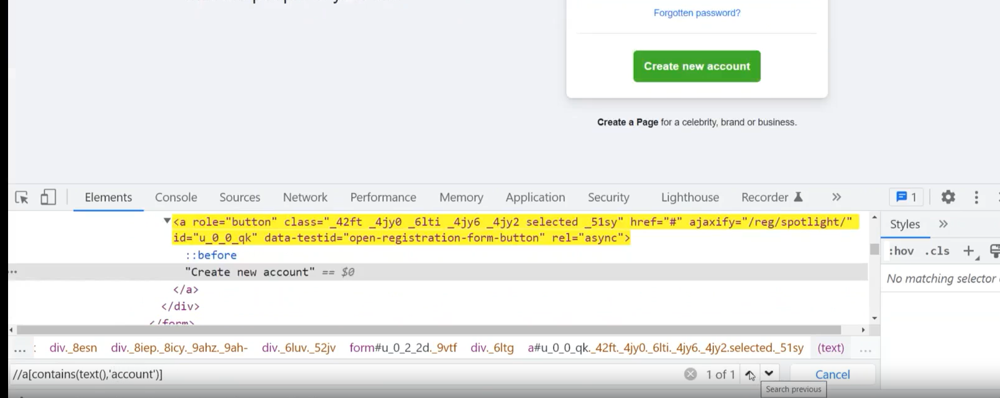 Forgotten password?
Create new account
Create a Page for a celebrity, brand or business.
Elements Console Sources Network Performance Memory Application Security Lighthouse Recorder 1
<a role="button" class="_42ft _4jy0 _6lti _4jy6 _4jy2 selected _51sy" href="#" ajaxify="/reg/spotlight/"
id="u_0_0_qk" data-testid="open-registration-form-button" rel="async">
::before
"Create new account" == $0
</a>
</div>
</form>
Styles
:hov .cls
No matching selector
... div._8esn div._8iep._8icy._9ahz._9ah- div._6luv._52jv form#u_0_2_2d._9vtf div._6ltg a#u_0_0_qk._42ft._4jy0._6lti._4jy6._4jy2.selected._51sy (text) ...
//a[contains(text(),'account')] 1 of 1 Cancel
Search previous